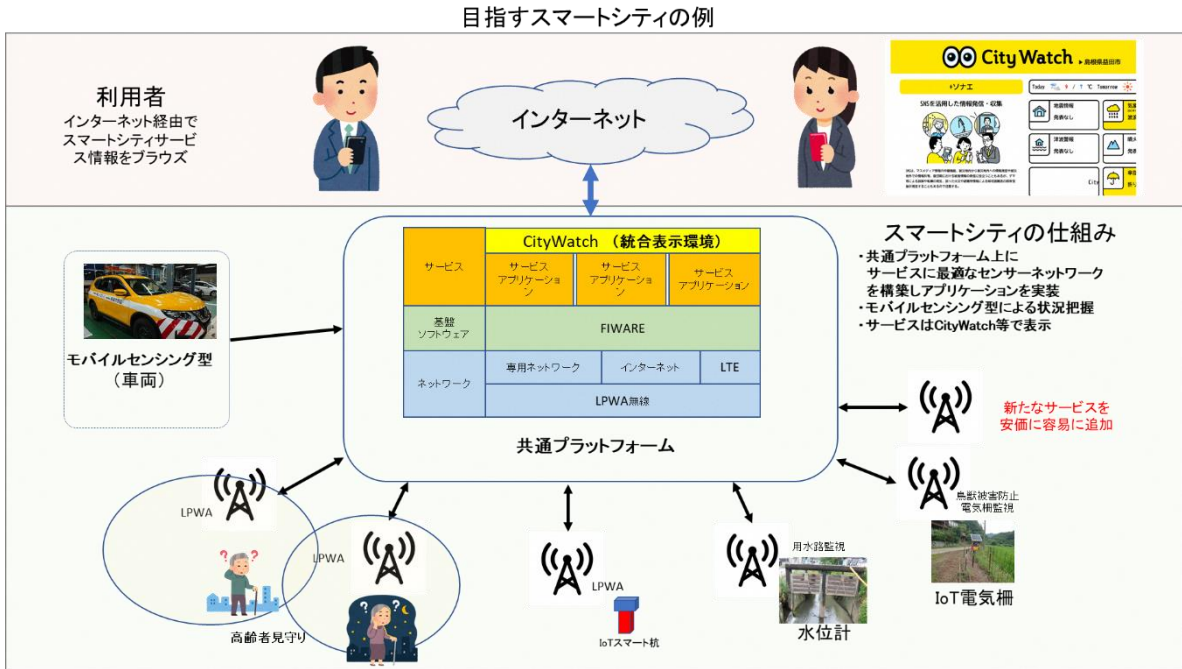 目指すスマートシティの例
利用者
インターネット経由で
スマートシティサービ
ス情報をブラウズ
インターネット
City Watch ▶島根県益田市
+ソナエ
SNSを活用した情報発信・収集
Today
℃ Tomorrow
地震情報
発表なし
津波警報
発表なし
City
スマートシティの仕組み
・共通プラットフォーム上に
サービスに最適なセンサーネットワーク
を構築しアプリケーションを実装
・モバイルセンシング型による状況把握
・サービスはCityWatch等で表示
モバイルセンシング型
（車両）
CityWatch （統合表示環境）
サービス
サービス
アプリケーショ
ン
サービス
アプリケーショ
ン
サービス
アプリケーション
基盤
ソフトウェア
FIWARE
ネットワーク
専用ネットワーク
インターネット
LTE
LPWA無線
共通プラットフォーム
新たなサービスを
安価に容易に追加
鳥獣被害防止
電気柵監視
IoT電気柵
LPWA
LPWA
高齢者見守り
LPWA
IoTスマート杭
用水路監視
水位計